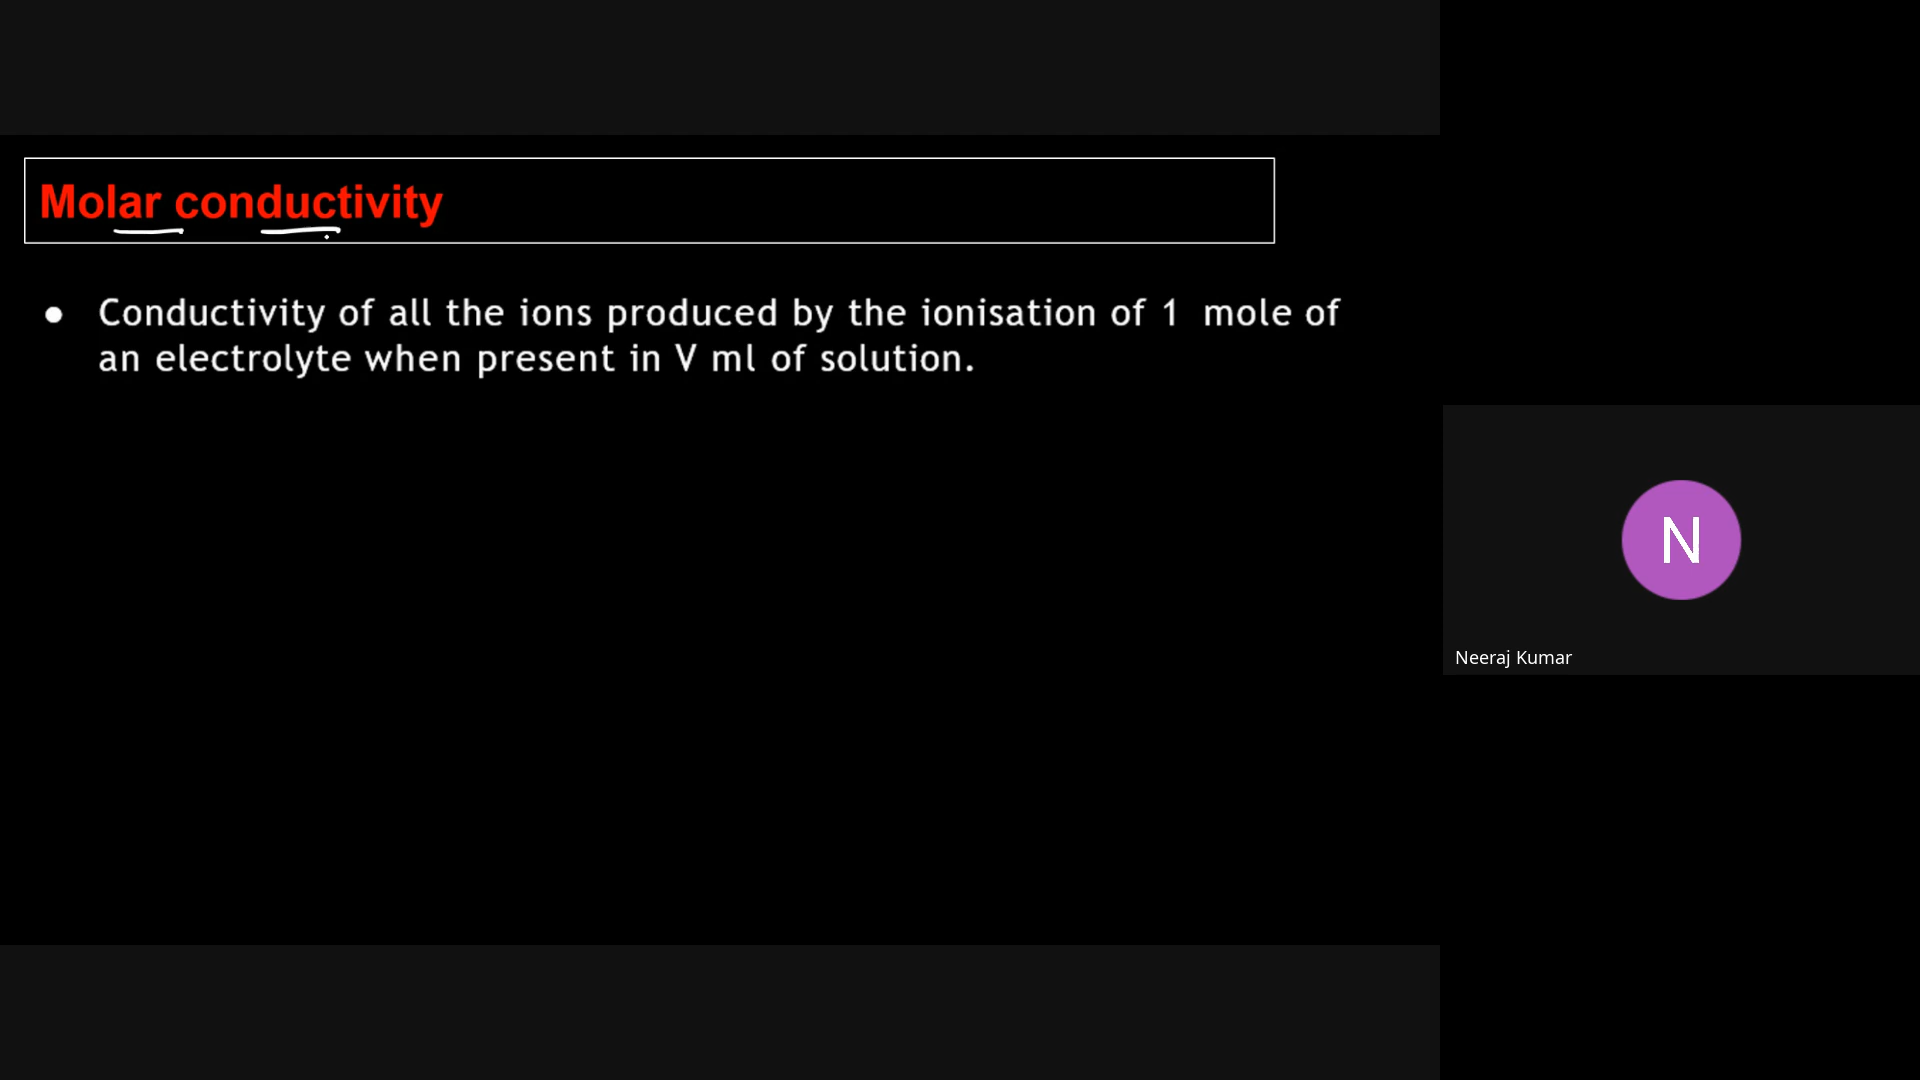 Molar conductivity
● Conductivity of all the ions produced by the ionisation of 1 mole of
an electrolyte when present in V ml of solution.
N
Neeraj Kumar